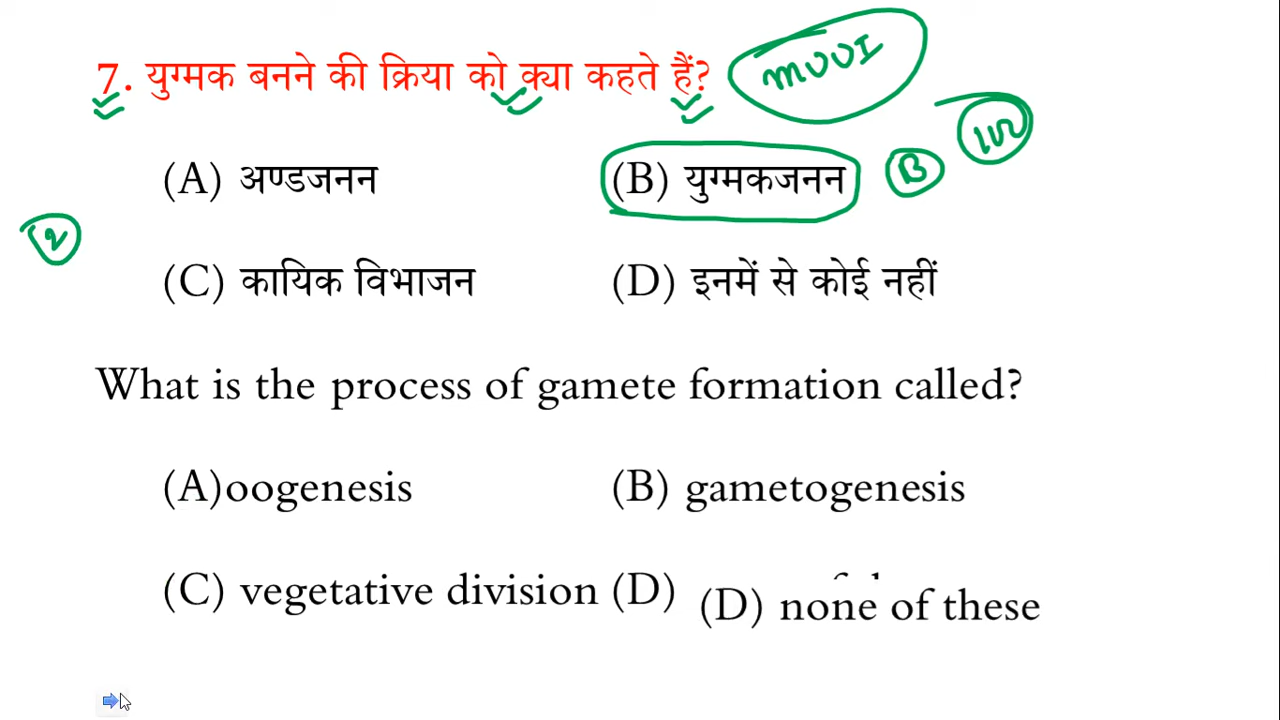 7. युग्मक बनने की क्रिया को क्या कहते हैं?
(A) अण्डजनन (B) युग्मकजनन B
(C) कायिक विभाजन (D) इनमें से कोई नहीं
What is the process of gamete formation called?
(A)oogenesis (B) gametogenesis
(C) vegetative division (D) (D) none of these